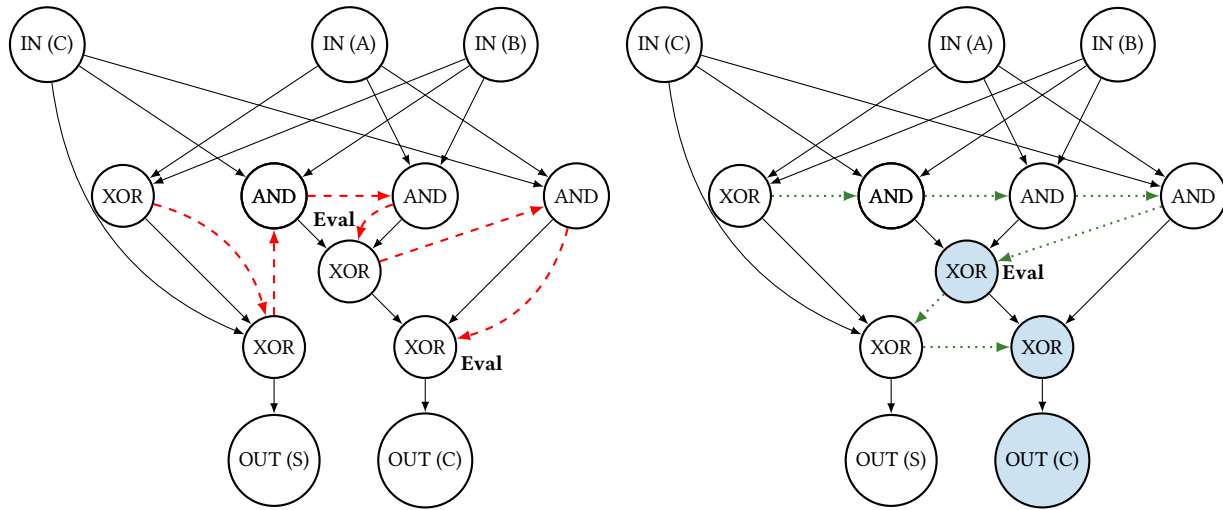 IN (C)
IN (A)
IN (B)
XOR
AND
AND
AND
Eval
XOR
XOR
XOR
Eval
OUT (S)
OUT (C)
IN (C)
IN (A)
IN (B)
XOR
AND
AND
AND
XOR
Eval
XOR
XOR
OUT (S)
OUT (C)